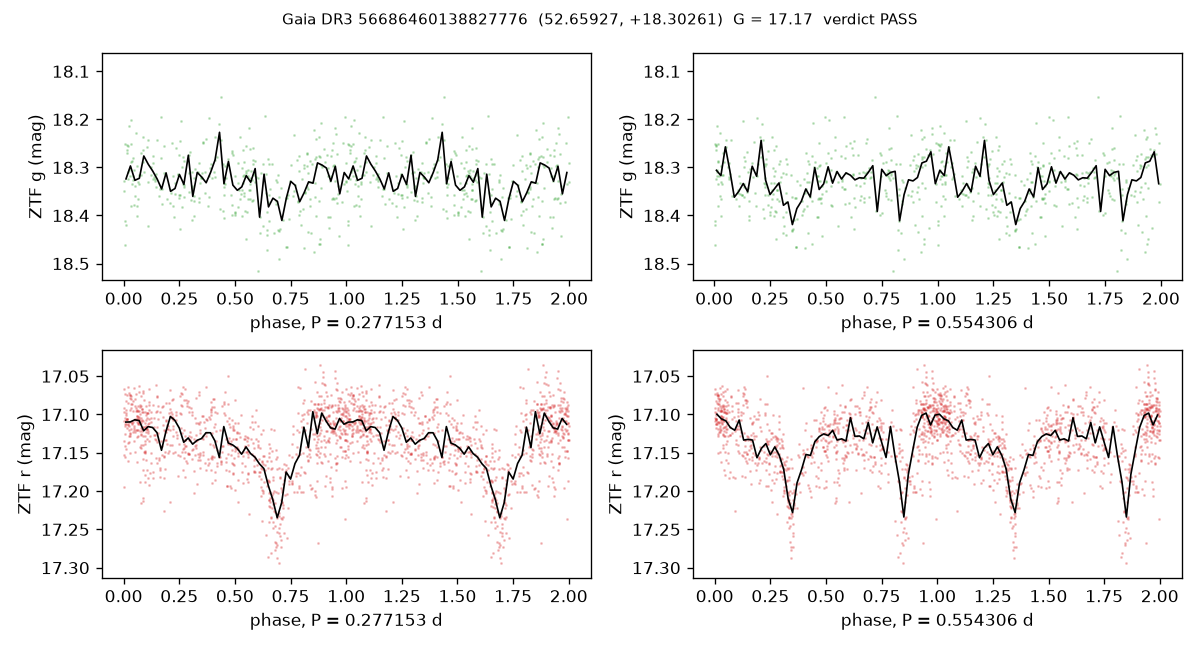 Gaia DR3 56686460138827776  (52.65927, +18.30261)  G = 17.17  verdict PASS
ZTF g (mag)
18.1
18.2
18.3
18.4
18.5
0.00 0.25 0.50 0.75 1.00 1.25 1.50 1.75 2.00
phase, P = 0.277153 d
ZTF g (mag)
18.1
18.2
18.3
18.4
18.5
0.00 0.25 0.50 0.75 1.00 1.25 1.50 1.75 2.00
phase, P = 0.554306 d
ZTF r (mag)
17.05
17.10
17.15
17.20
17.25
17.30
0.00 0.25 0.50 0.75 1.00 1.25 1.50 1.75 2.00
phase, P = 0.277153 d
ZTF r (mag)
17.05
17.10
17.15
17.20
17.25
17.30
0.00 0.25 0.50 0.75 1.00 1.25 1.50 1.75 2.00
phase, P = 0.554306 d